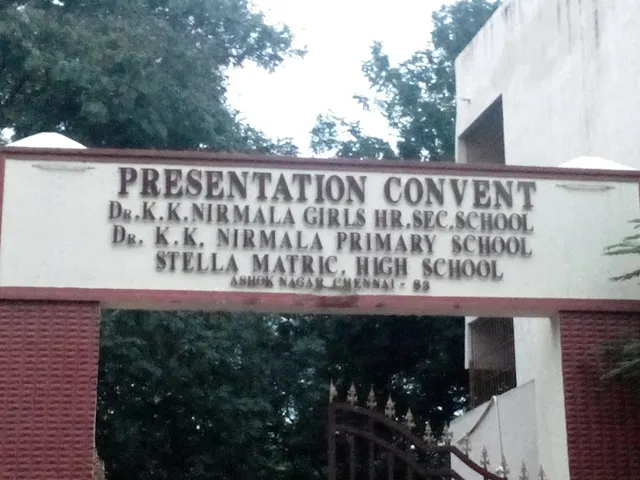 PRESENTATION CONVENT
DR.K.K.NIRMALA GIRLS HR.SEC.SCHOOL
DR. K.K. NIRMALA PRIMARY SCHOOL
STELLA MATRIC. HIGH SCHOOL
ASHOK NAGAR, CHENNAI - 83